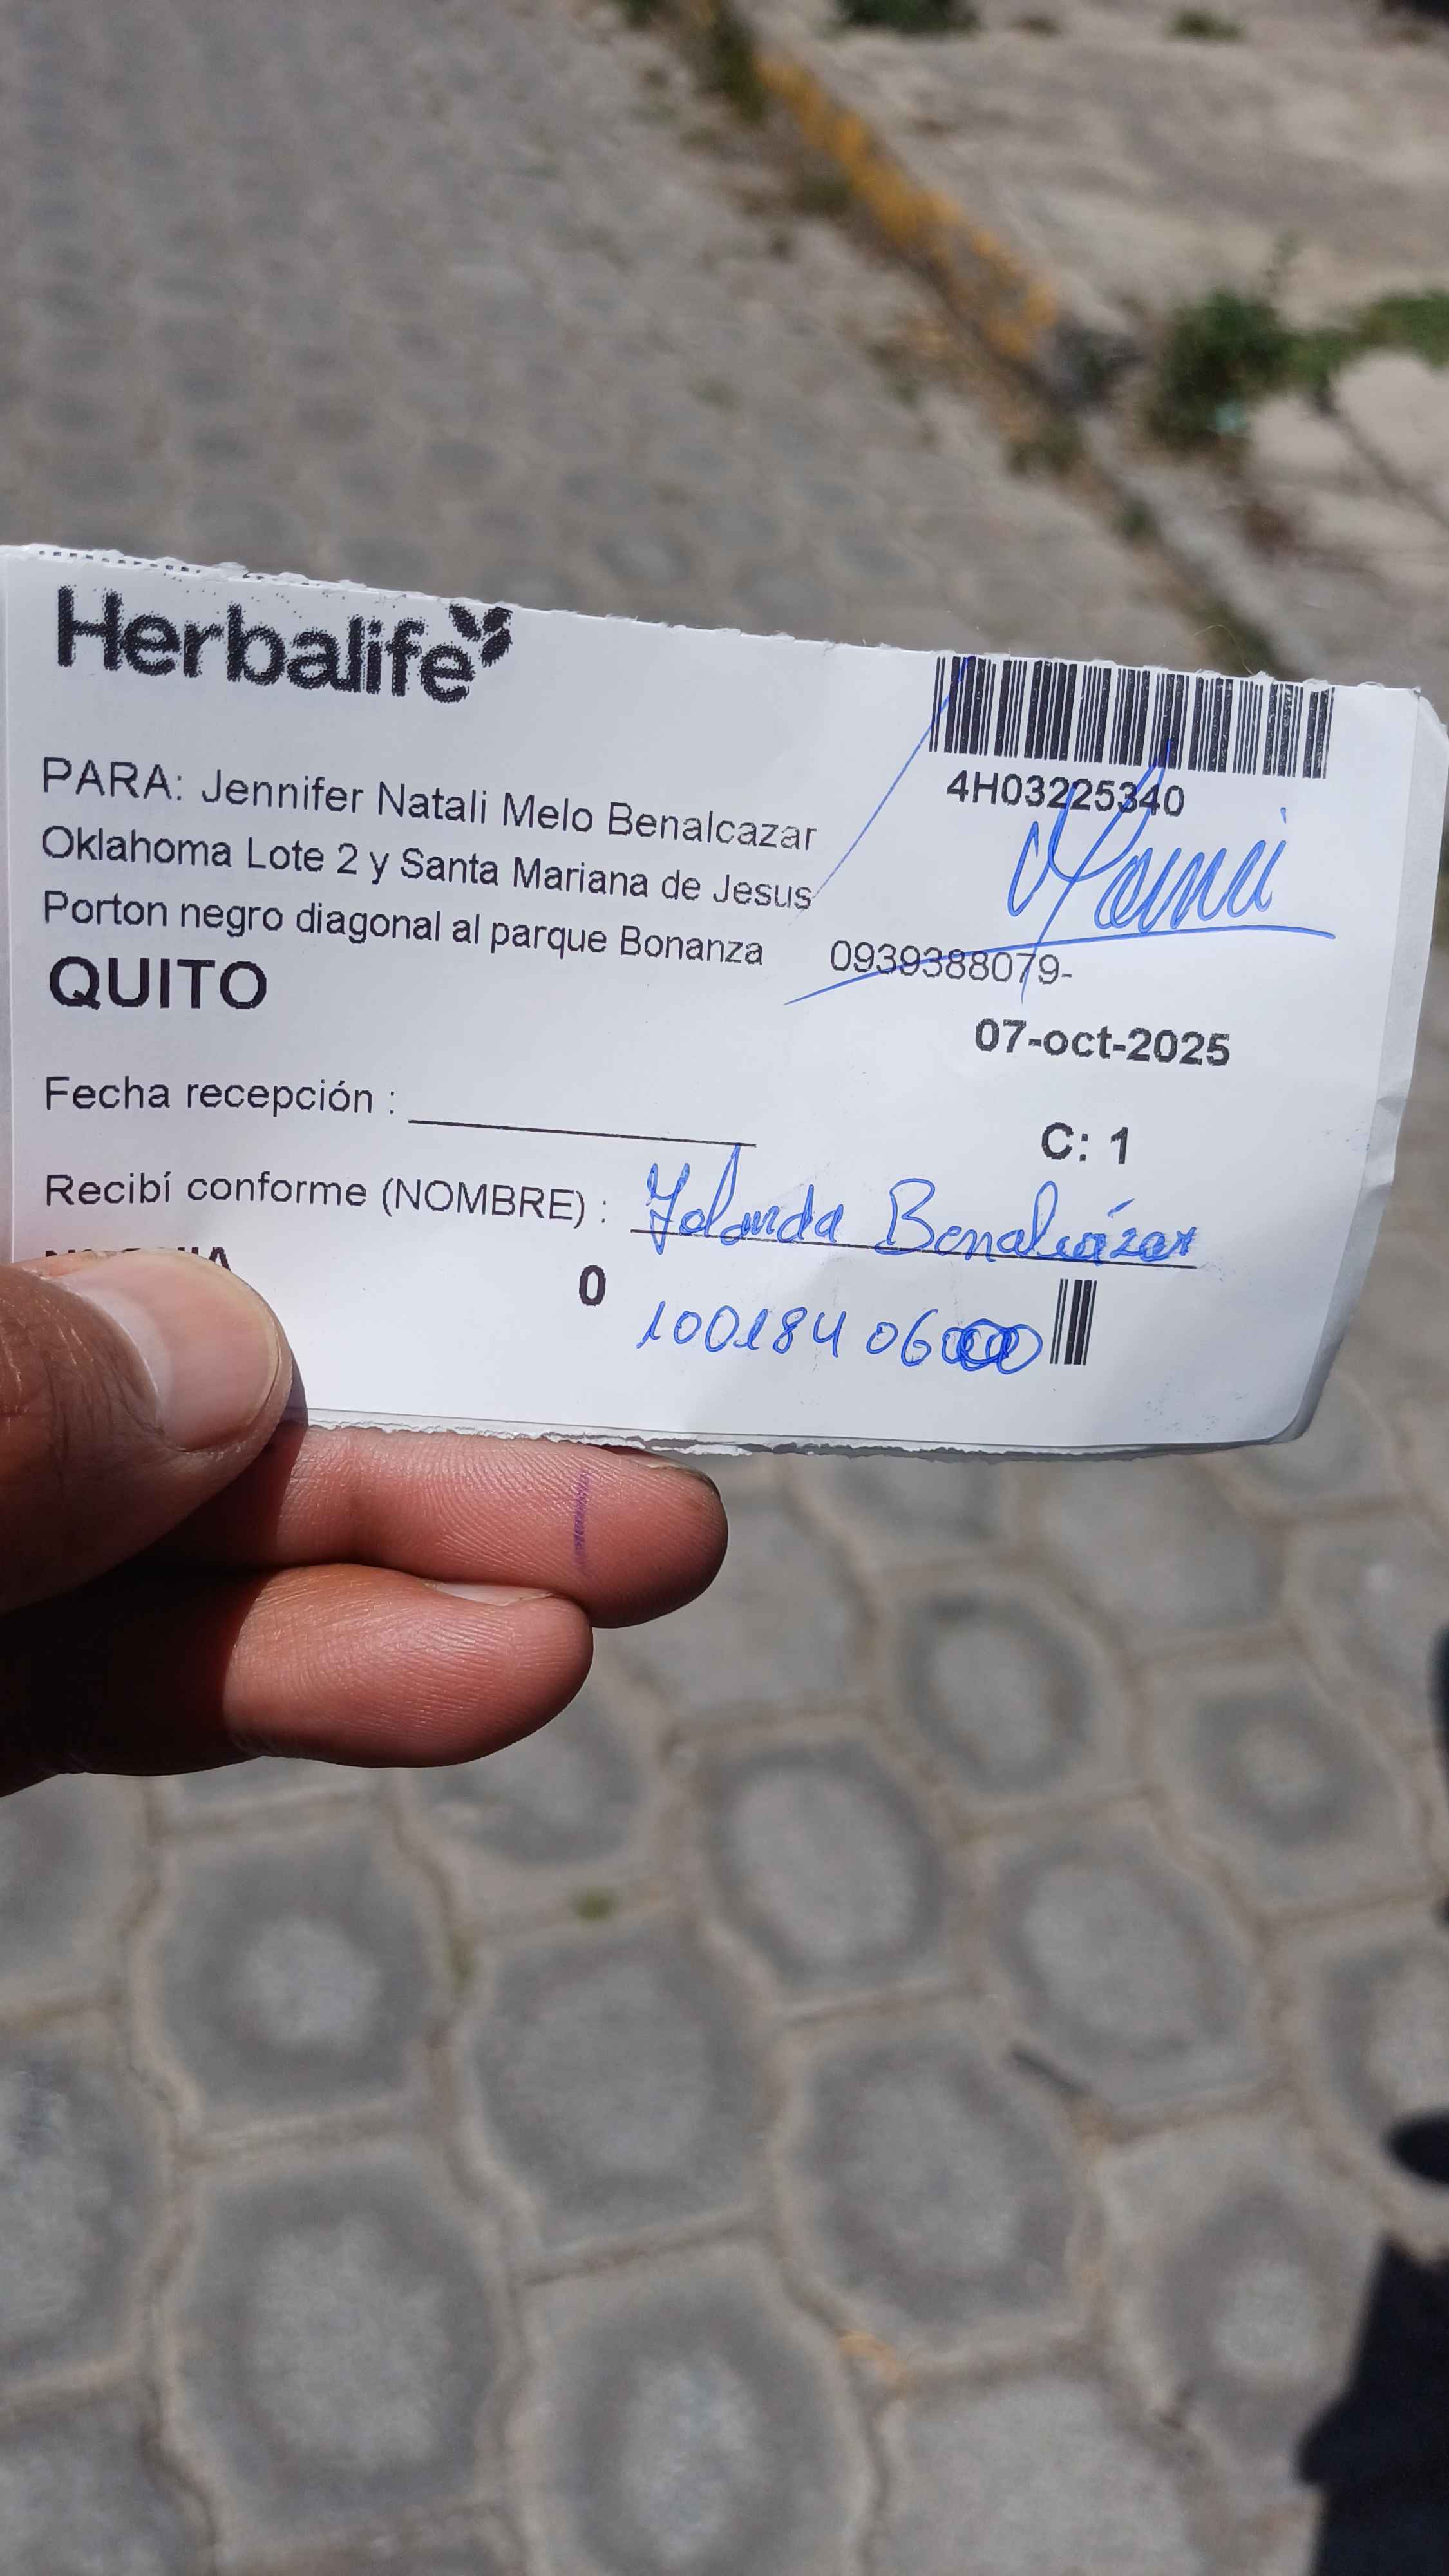 Herbalife
4H03225340
PARA: Jennifer Natali Melo Benalcazar
Oklahoma Lote 2 y Santa Mariana de Jesus
Porton negro diagonal al parque Bonanza 0939388079-
QUITO
07-oct-2025
Fecha recepción :
C: 1
Recibí conforme (NOMBRE) : Yolanda Benalcázar
0
100184060